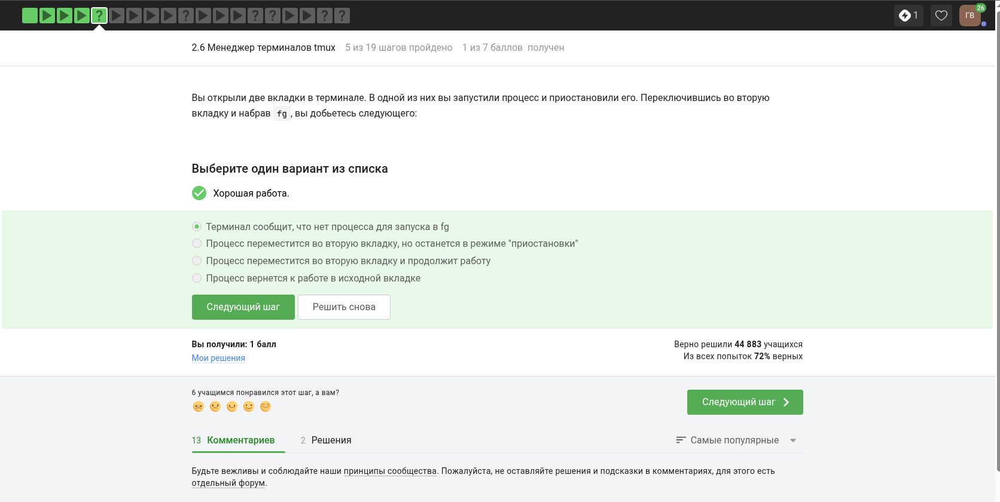 ? ? ? ? ? ?
1
ГВ
26
2.6 Менеджер терминалов tmux 5 из 19 шагов пройдено 1 из 7 баллов получен
Вы открыли две вкладки в терминале. В одной из них вы запустили процесс и приостановили его. Переключившись во вторую
вкладку и набрав fg, вы добьетесь следующего:
Выберите один вариант из списка
Хорошая работа.
Терминал сообщит, что нет процесса для запуска в fg
Процесс переместится во вторую вкладку, но останется в режиме "приостановки"
Процесс переместится во вторую вкладку и продолжит работу
Процесс вернется к работе в исходной вкладке
Следующий шаг Решить снова
Вы получили: 1 балл
Мои решения
Верно решили 44 883 учащихся
Из всех попыток 72% верных
6 учащимся понравился этот шаг, а вам?
Следующий шаг
13 Комментариев 2 Решения Самые популярные
Будьте вежливы и соблюдайте наши принципы сообщества. Пожалуйста, не оставляйте решения и подсказки в комментариях, для этого есть
отдельный форум.